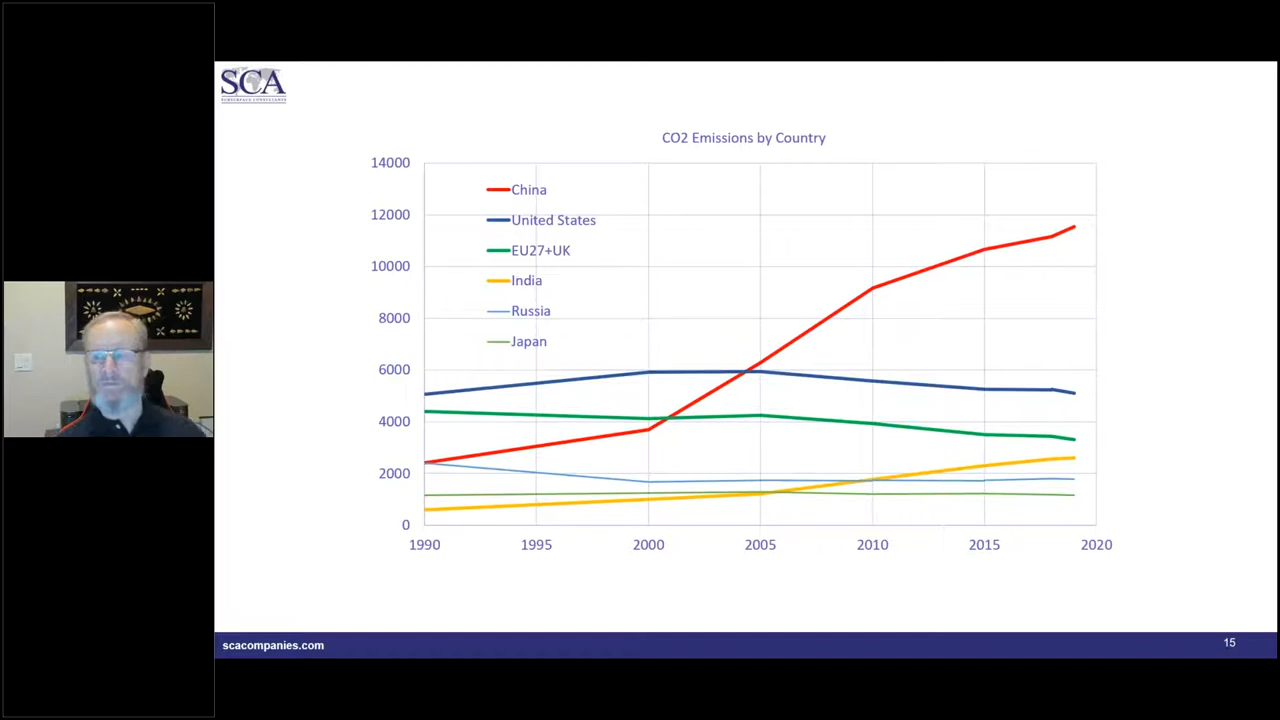 SCA
CO2 Emissions by Country
14000
12000
10000
8000
6000
4000
2000
0
China
United States
EU27+UK
India
Russia
Japan
1990 1995 2000 2005 2010 2015 2020
scacompanies.com
15